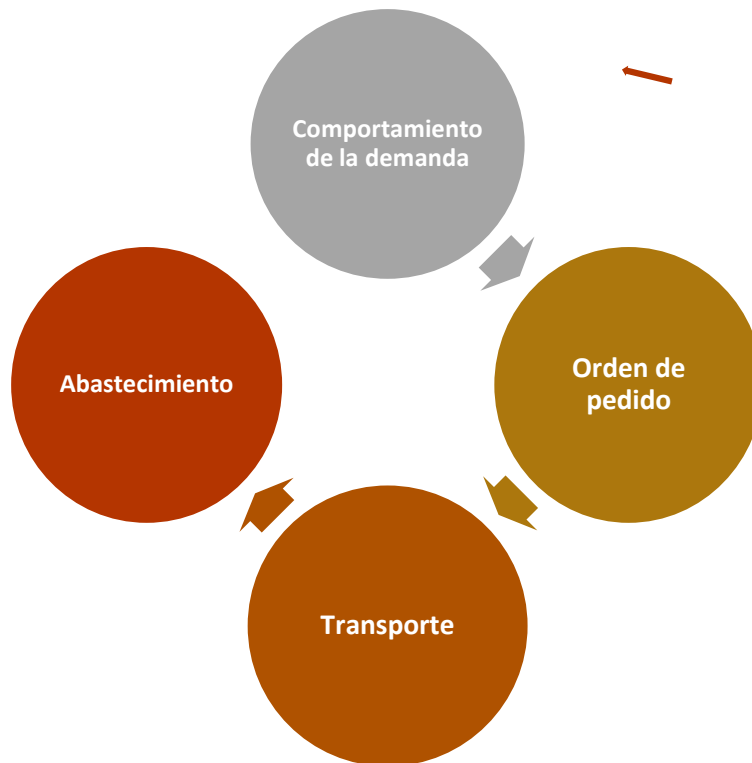 Comportamiento
de la demanda
Orden de
pedido
Transporte
Abastecimiento